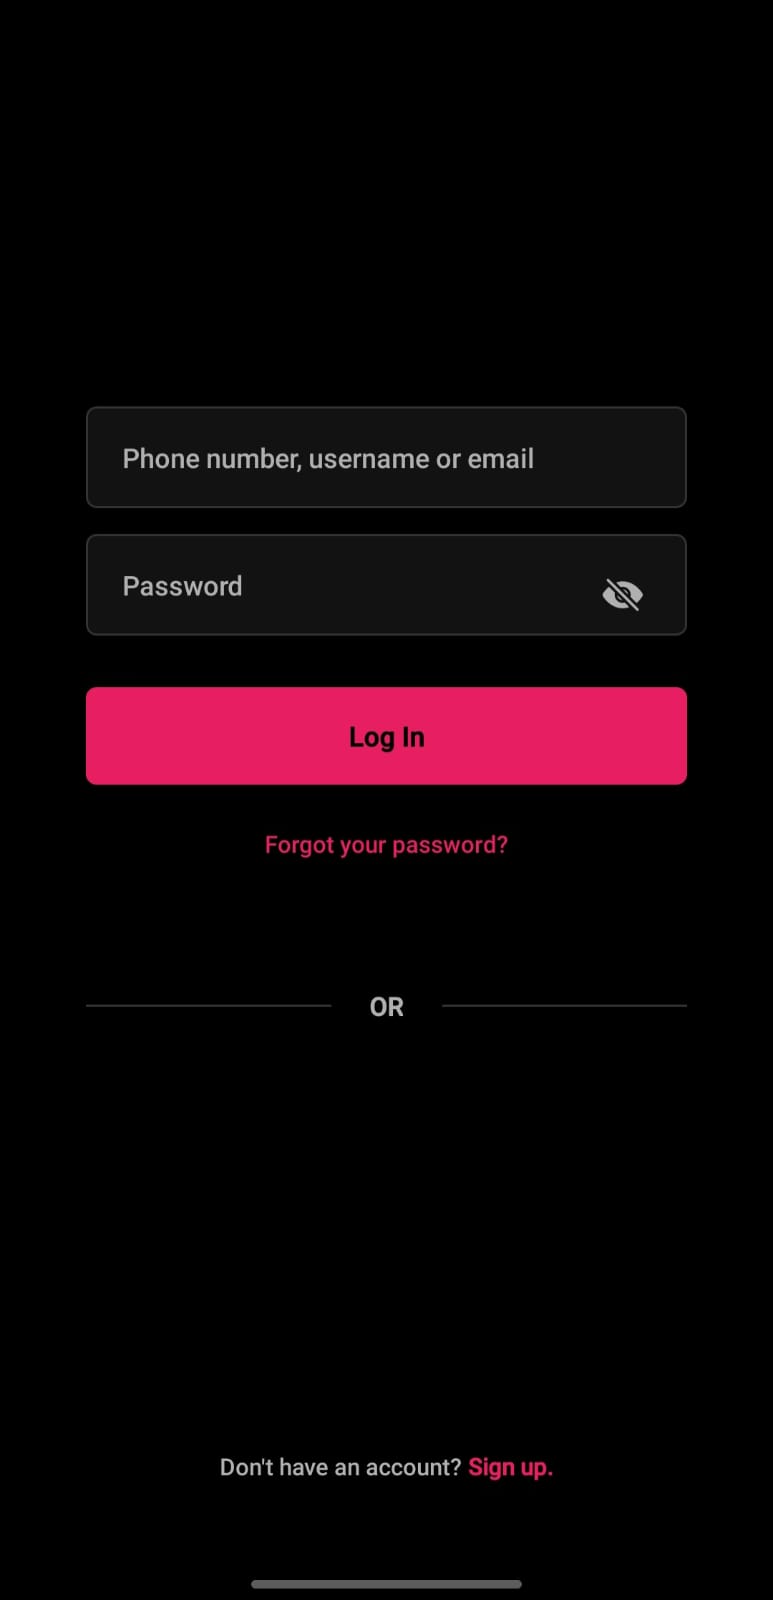 Phone number, username or email
Password
Log In
Forgot your password?
OR
Don't have an account? Sign up.